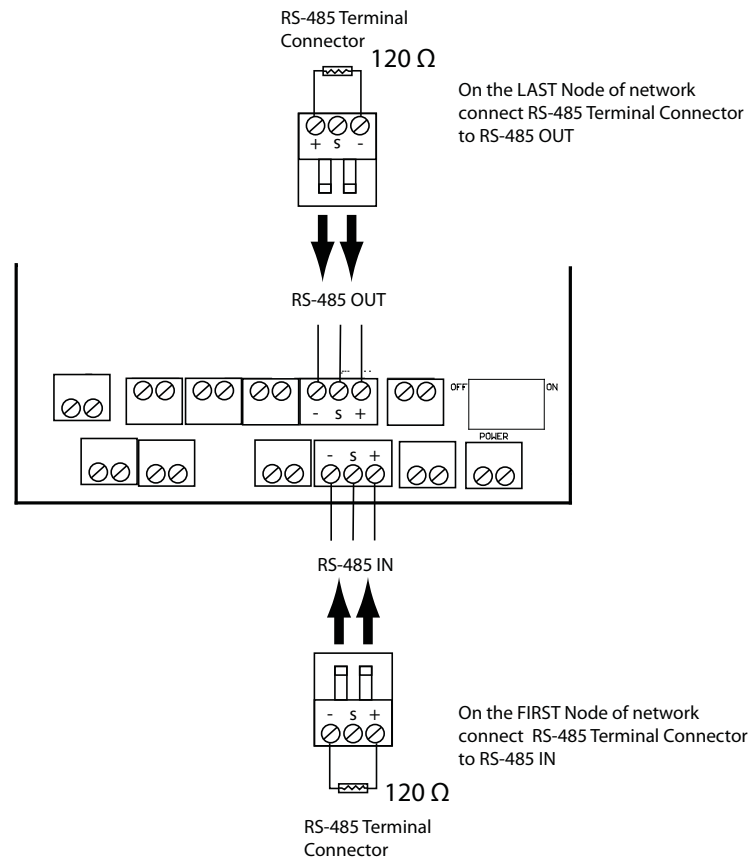 RS-485 Terminal
Connector
120 Ω
On the LAST Node of network
connect RS-485 Terminal Connector
to RS-485 OUT
+ S -
RS-485 OUT
OFF
ON
- S +
POWER
- S +
RS-485 IN
- S +
On the FIRST Node of network
connect RS-485 Terminal Connector
to RS-485 IN
120 Ω
RS-485 Terminal
Connector